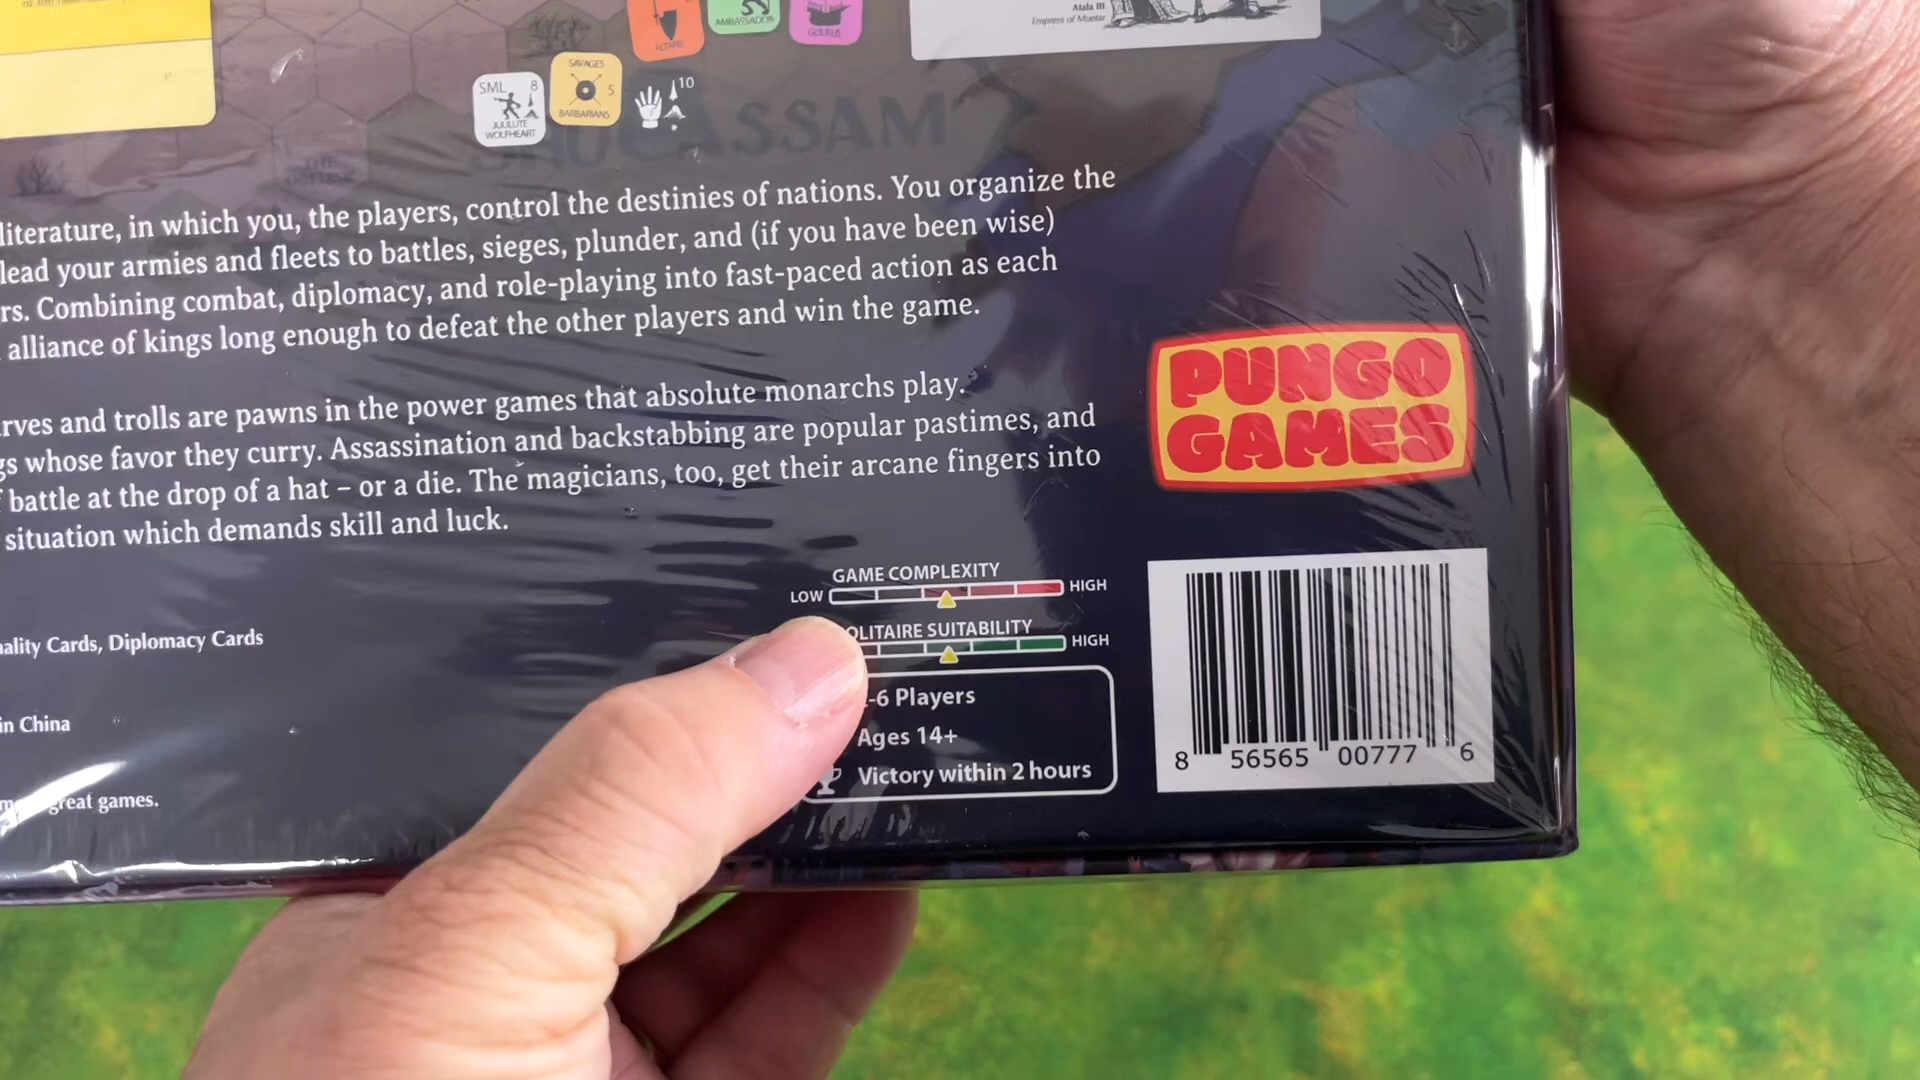 Atala III
Empress of Muetar
AMBASSADOR
SAVAGES
SML 8
5
10
BARBARIANS
JUULUTE
WOLFHEART
literature, in which you, the players, control the destinies of nations. You organize the
lead your armies and fleets to battles, sieges, plunder, and (if you have been wise)
rs. Combining combat, diplomacy, and role-playing into fast-paced action as each
alliance of kings long enough to defeat the other players and win the game.
rves and trolls are pawns in the power games that absolute monarchs play.
gs whose favor they curry. Assassination and backstabbing are popular pastimes, and
battle at the drop of a hat – or a die. The magicians, too, get their arcane fingers into
situation which demands skill and luck.
PUNGO
GAMES
GAME COMPLEXITY
LOW HIGH
OLITAIRE SUITABILITY
HIGH
ality Cards, Diplomacy Cards
-6 Players
in China
Ages 14+
Victory within 2 hours
great games.
8 56565 00777 6